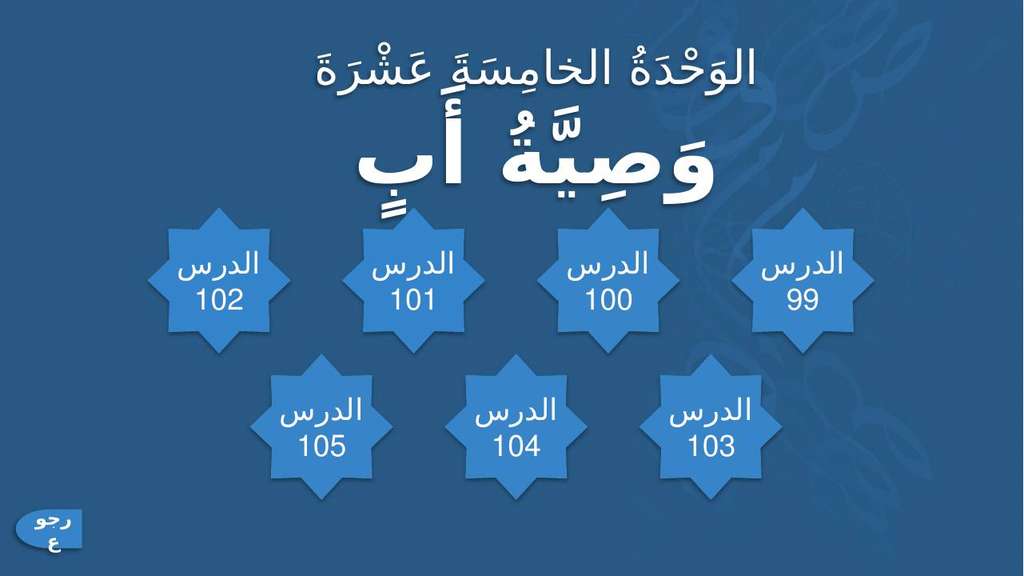 الوَحْدَةُ الخامِسَةَ عَشْرَةَ
وَصِيَّةُ أَبٍ
الدرس
99
الدرس
100
الدرس
101
الدرس
102
الدرس
103
الدرس
104
الدرس
105
رجو
ع